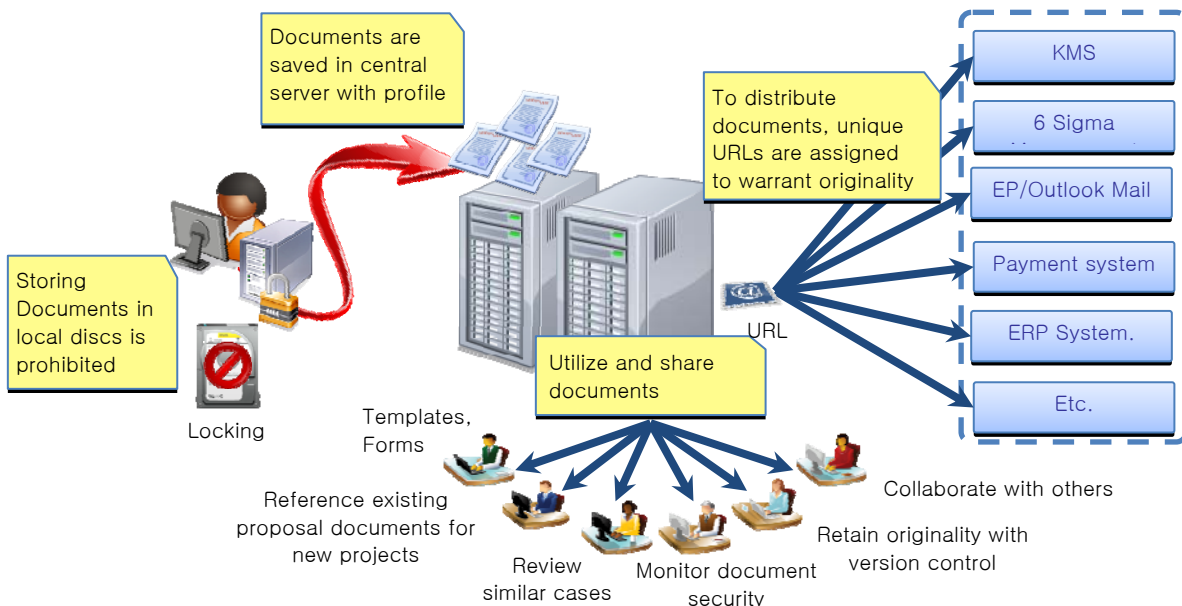 Documents are
saved in central
server with profile
To distribute
documents, unique
URLs are assigned
to warrant originality
KMS
6 Sigma
EP/Outlook Mail
Payment system
ERP System.
Etc.
Storing
Documents in
local discs is
prohibited
Locking
URL
Utilize and share
documents
Templates,
Forms
Reference existing
proposal documents for
new projects
Review
similar cases
Monitor document
security
Retain originality with
version control
Collaborate with others